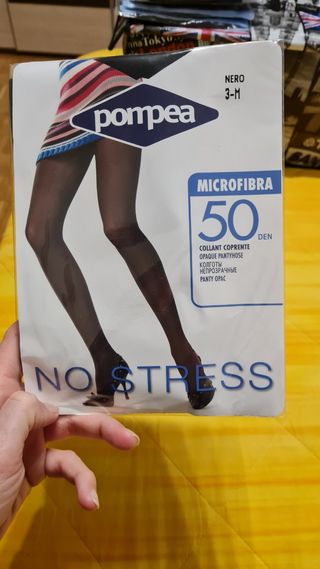 NERO
3-M
pompea
MICROFIBRA
50 DEN
COLLANT COPRENTE
OPAQUE PANTYHOSE
КОЛГОТЫ
НЕПРОЗРАЧНЫЕ
PANTY OPAC
NO STRESS